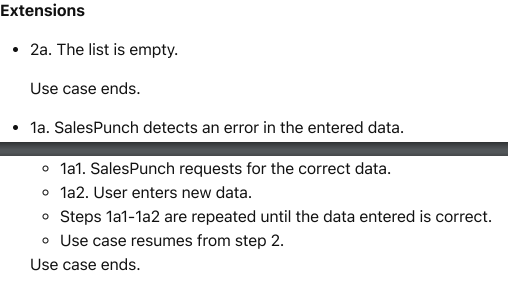 Extensions
• 2a. The list is empty.
Use case ends.
• 1a. SalesPunch detects an error in the entered data.
◦ 1a1. SalesPunch requests for the correct data.
◦ 1a2. User enters new data.
◦ Steps 1a1-1a2 are repeated until the data entered is correct.
◦ Use case resumes from step 2.
Use case ends.